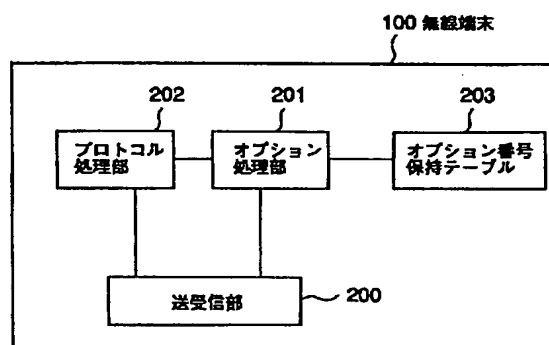 100 無線端末
202
201
203
プロトコル
処理部
オプション
処理部
オプション番号
保持テーブル
送受信部
200